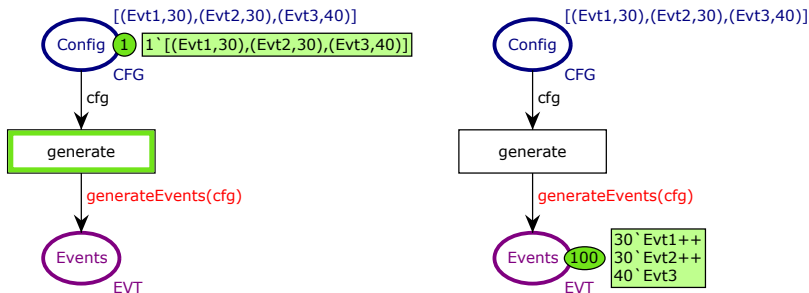 [(Evt1,30),(Evt2,30),(Evt3,40)]
Config
1
1`[(Evt1,30),(Evt2,30),(Evt3,40)]
CFG
cfg
generate
generateEvents(cfg)
Events
EVT
[(Evt1,30),(Evt2,30),(Evt3,40)]
Config
CFG
cfg
generate
generateEvents(cfg)
Events
100
30`Evt1++
30`Evt2++
40`Evt3
EVT